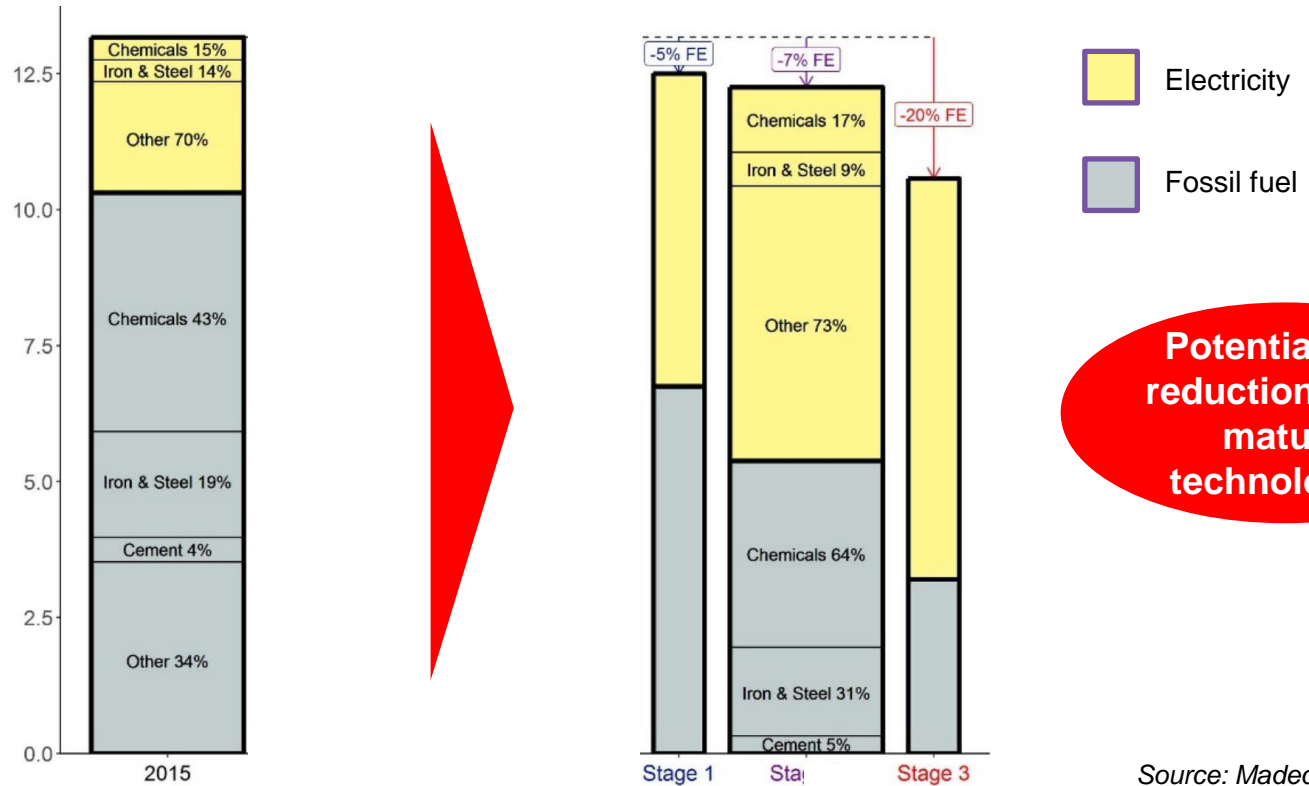 12.5
10.0
7.5
5.0
2.5
0.0
Chemicals 15%
Iron & Steel 14%
Other 70%
Chemicals 43%
Iron & Steel 19%
Cement 4%
Other 34%
2015
-5% FE
-7% FE
-20% FE
Chemicals 17%
Iron & Steel 9%
Other 73%
Chemicals 64%
Iron & Steel 31%
Cement 5%
Stage 1
Stage 3
Electricity
Fossil fuel
Source: